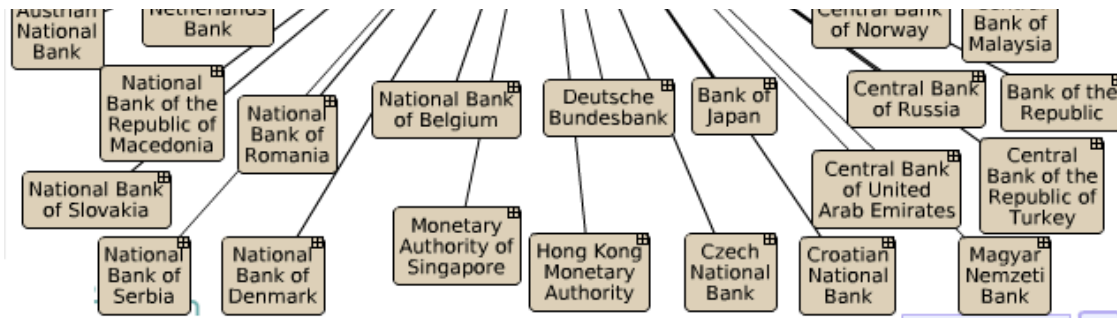 Austrian
National
Bank
Netherlands
Bank
Central Bank
of Norway
Central
Bank of
Malaysia
National
Bank of the
Republic of
Macedonia
National
Bank of
Romania
National Bank
of Belgium
Deutsche
Bundesbank
Bank of
Japan
Central Bank
of Russia
Bank of the
Republic
National Bank
of Slovakia
Central Bank
of United
Arab Emirates
Central
Bank of the
Republic of
Turkey
National
Bank of
Serbia
National
Bank of
Denmark
Monetary
Authority of
Singapore
Hong Kong
Monetary
Authority
Czech
National
Bank
Croatian
National
Bank
Magyar
Nemzeti
Bank